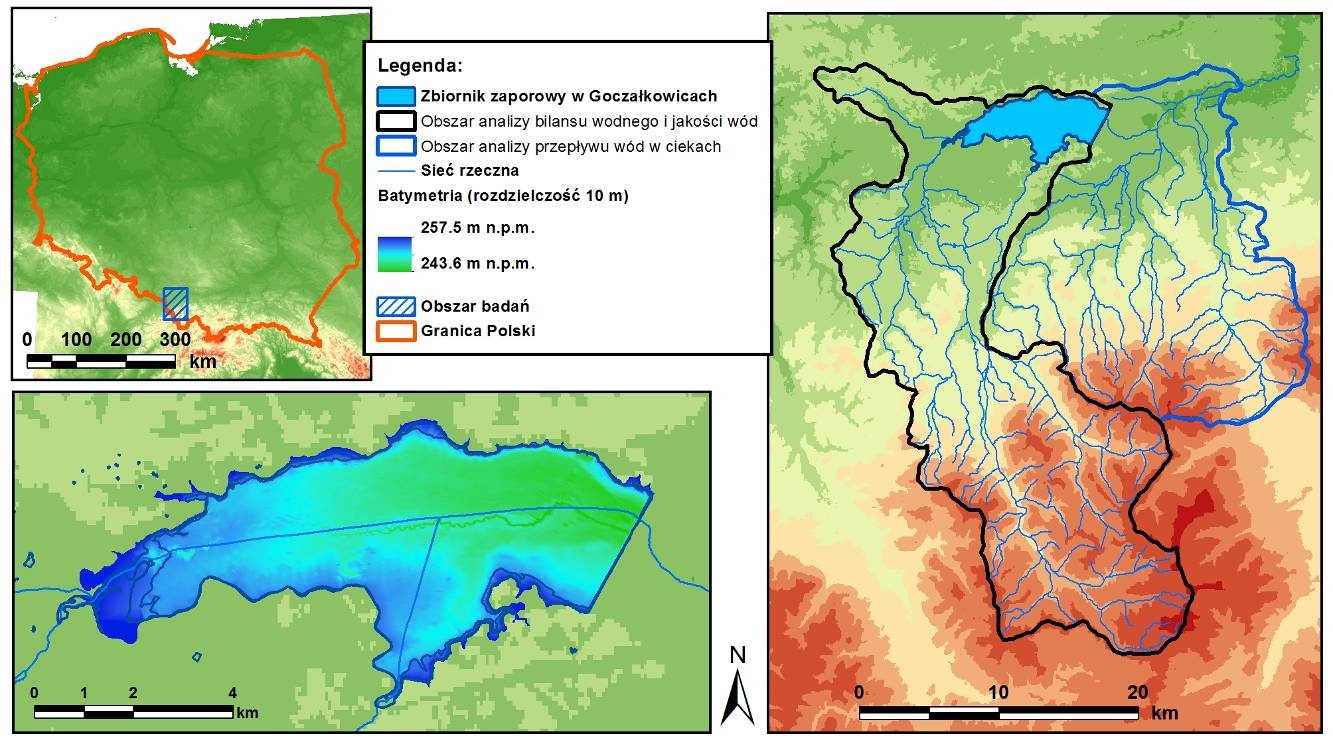 Legenda:
Zbiornik zaporowy w Goczałkowicach
Obszar analizy bilansu wodnego i jakości wód
Obszar analizy przepływu wód w ciekach
Sieć rzeczna
Batymetria (rozdzielczość 10 m)
257.5 m n.p.m.
243.6 m n.p.m.
Obszar badań
Granica Polski
0 100 200 300
km
0 1 2 4
km
N
0 10 20
km